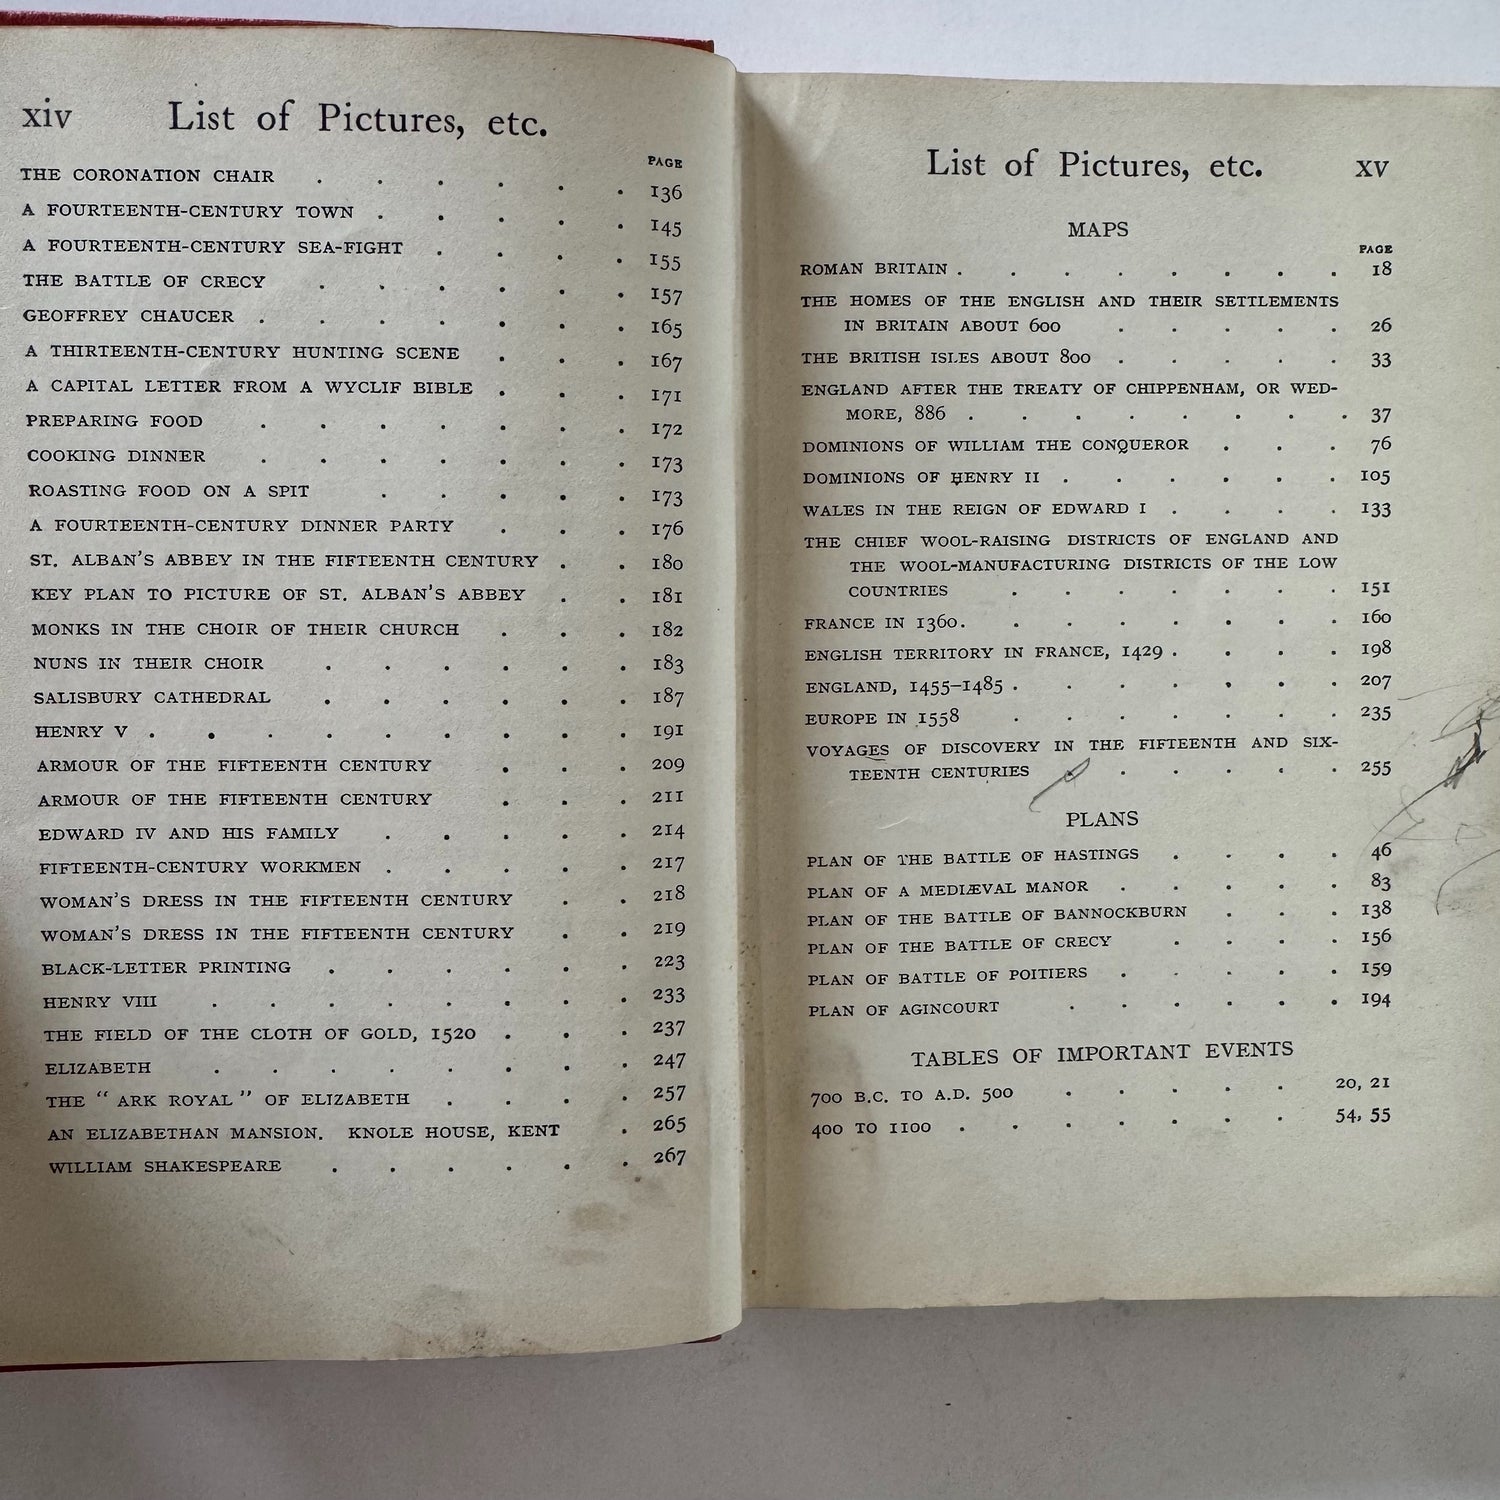 xiv List of Pictures, etc.
PAGE
THE CORONATION CHAIR . . . . . . 136
A FOURTEENTH-CENTURY TOWN . . . . . 145
A FOURTEENTH-CENTURY SEA-FIGHT . . . . 155
THE BATTLE OF CRECY . . . . . . 157
GEOFFREY CHAUCER . . . . . . . 165
A THIRTEENTH-CENTURY HUNTING SCENE . . . 167
A CAPITAL LETTER FROM A WYCLIF BIBLE . . . 171
PREPARING FOOD . . . . . . . 172
COOKING DINNER . . . . . . . 173
ROASTING FOOD ON A SPIT . . . . . 173
A FOURTEENTH-CENTURY DINNER PARTY . . . 176
ST. ALBAN'S ABBEY IN THE FIFTEENTH CENTURY . . 180
KEY PLAN TO PICTURE OF ST. ALBAN'S ABBEY . . 181
MONKS IN THE CHOIR OF THEIR CHURCH . . . 182
NUNS IN THEIR CHOIR . . . . . . 183
SALISBURY CATHEDRAL . . . . . . 187
HENRY V . . . . . . . . . 191
ARMOUR OF THE FIFTEENTH CENTURY . . . 209
ARMOUR OF THE FIFTEENTH CENTURY . . . 211
EDWARD IV AND HIS FAMILY . . . . . 214
FIFTEENTH-CENTURY WORKMEN . . . . . 217
WOMAN'S DRESS IN THE FIFTEENTH CENTURY . . 218
WOMAN'S DRESS IN THE FIFTEENTH CENTURY . . 219
BLACK-LETTER PRINTING . . . . . . 223
HENRY VIII . . . . . . . . 233
THE FIELD OF THE CLOTH OF GOLD, 1520 . . . 237
ELIZABETH . . . . . . . . 247
THE "ARK ROYAL" OF ELIZABETH . . . . 257
AN ELIZABETHAN MANSION. KNOLE HOUSE, KENT . 265
WILLIAM SHAKESPEARE . . . . . . 267
List of Pictures, etc. xv
MAPS
PAGE
ROMAN BRITAIN . . . . . . . . 18
THE HOMES OF THE ENGLISH AND THEIR SETTLEMENTS
IN BRITAIN ABOUT 600 . . . . . 26
THE BRITISH ISLES ABOUT 800 . . . . . 33
ENGLAND AFTER THE TREATY OF CHIPPENHAM, OR WED-
MORE, 886 . . . . . . . . 37
DOMINIONS OF WILLIAM THE CONQUEROR . . . 76
DOMINIONS OF HENRY II . . . . . . 105
WALES IN THE REIGN OF EDWARD I . . . . 133
THE CHIEF WOOL-RAISING DISTRICTS OF ENGLAND AND
THE WOOL-MANUFACTURING DISTRICTS OF THE LOW
COUNTRIES . . . . . . . 151
FRANCE IN 1360 . . . . . . . . 160
ENGLISH TERRITORY IN FRANCE, 1429 . . . . 198
ENGLAND, 1455–1485 . . . . . . . 207
EUROPE IN 1558 . . . . . . . 235
VOYAGES OF DISCOVERY IN THE FIFTEENTH AND SIX-
TEENTH CENTURIES . . . . . . 255
PLANS
PLAN OF THE BATTLE OF HASTINGS . . . . 46
PLAN OF A MEDIÆVAL MANOR . . . . . 83
PLAN OF THE BATTLE OF BANNOCKBURN . . . 138
PLAN OF THE BATTLE OF CRECY . . . . 156
PLAN OF BATTLE OF POITIERS . . . . . 159
PLAN OF AGINCOURT . . . . . . 194
TABLES OF IMPORTANT EVENTS
700 B.C. TO A.D. 500 . . . . . 20, 21
400 TO 1100 . . . . . . . 54, 55